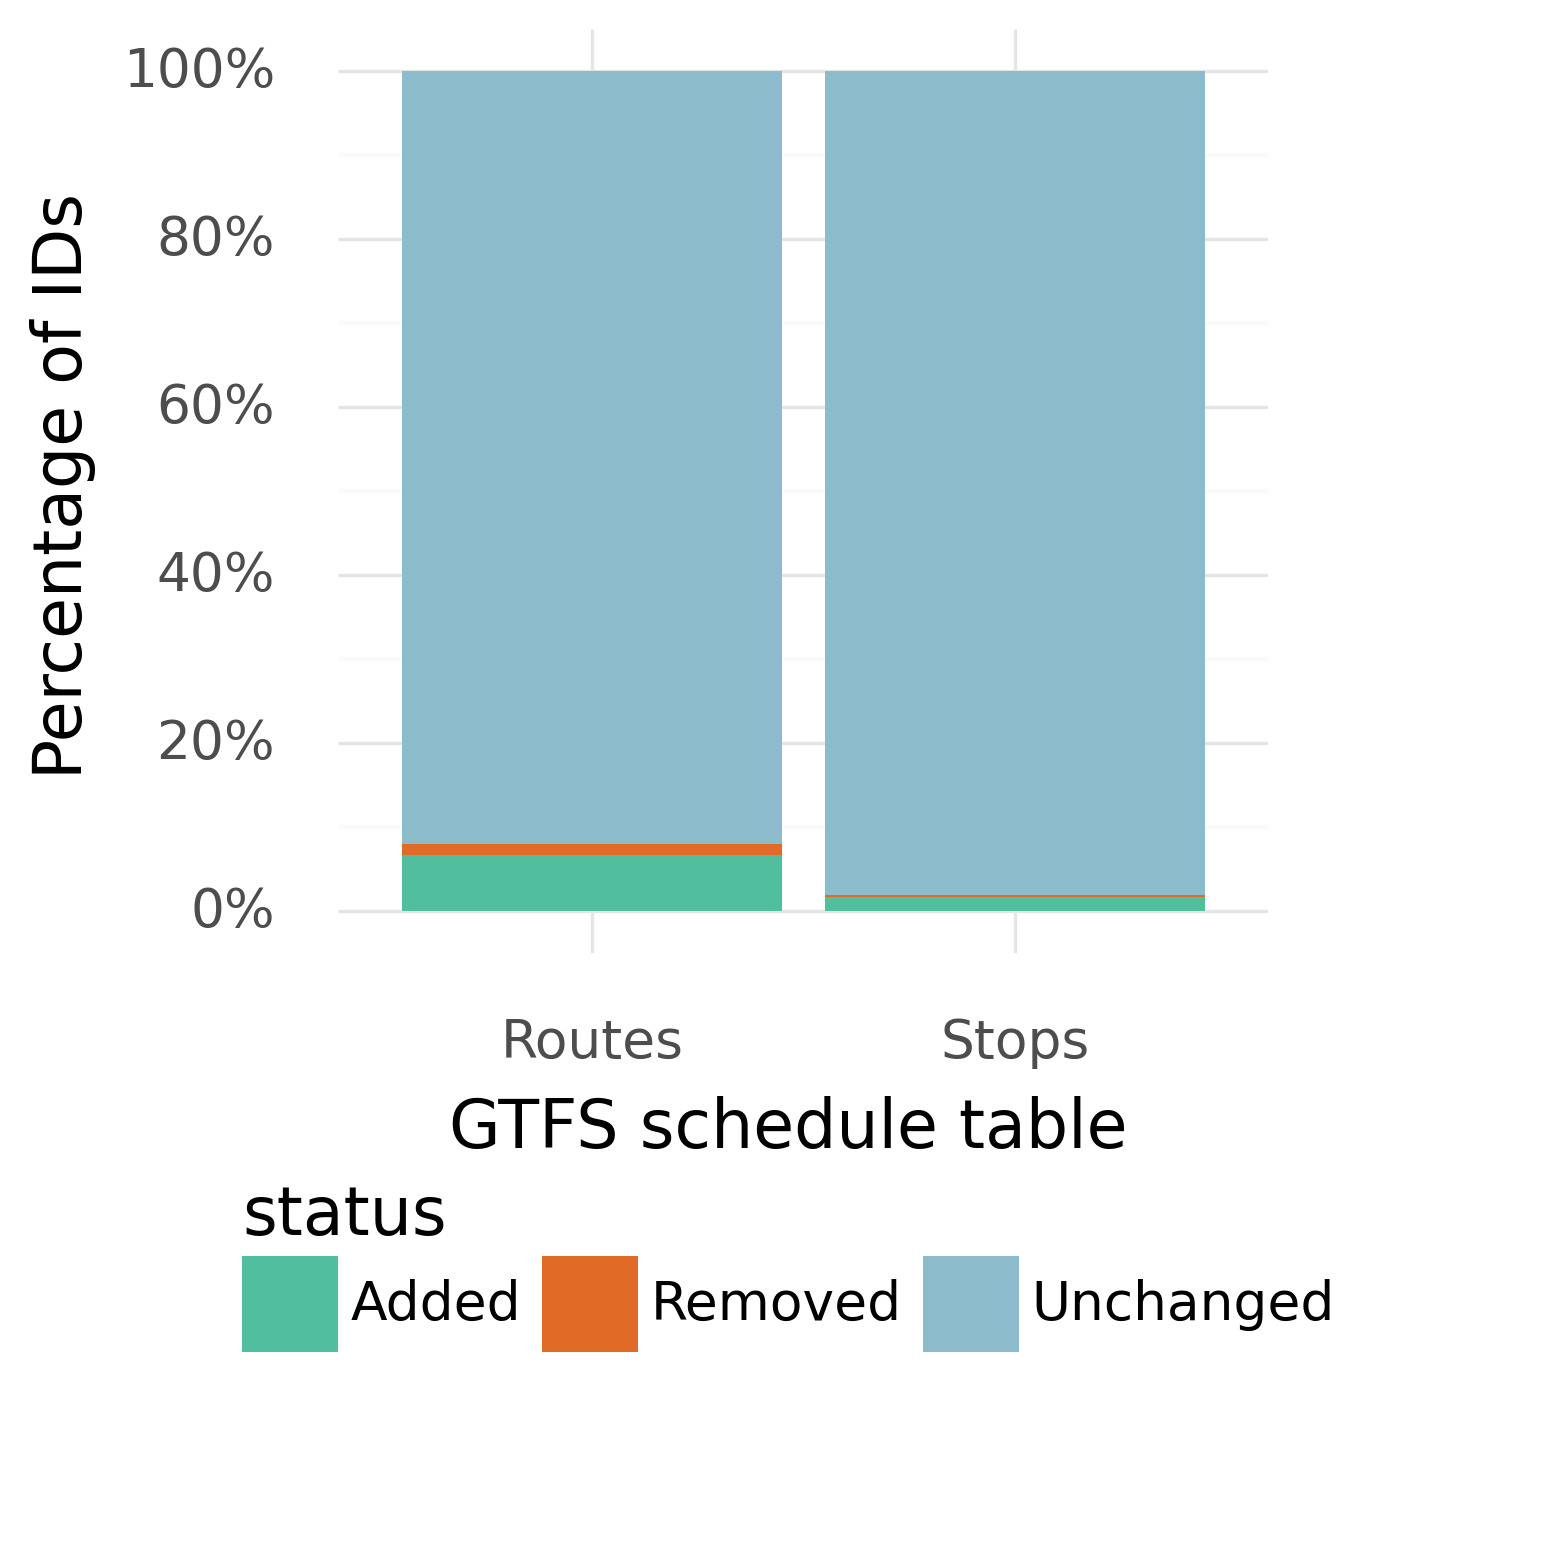 Percentage of IDs
100%
80%
60%
40%
20%
0%
Routes Stops
GTFS schedule table
status
Added Removed Unchanged